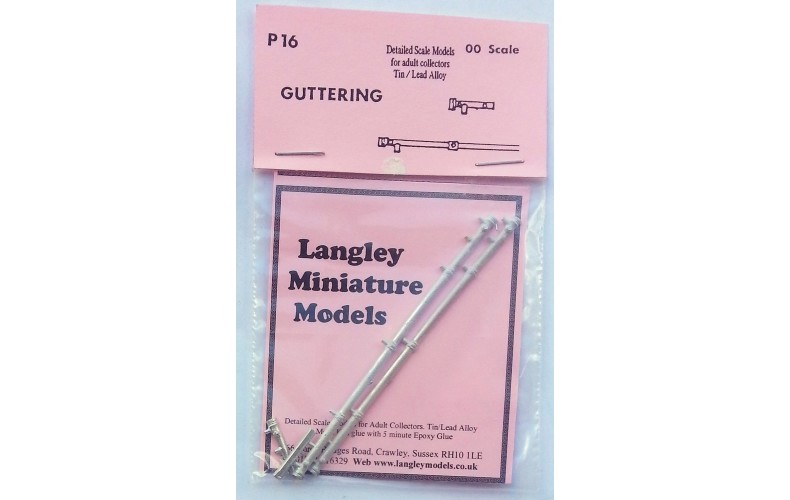 P16
Detailed Scale Models
for adult collectors
Tin / Lead Alloy
00 Scale
GUTTERING
Langley
Miniature
Models
Detailed Scale for Adult Collectors. Tin/Lead Alloy
glue with 5 minute Epoxy Glue
Road, Crawley, Sussex RH10 1LE
6329 Web www.langleymodels.co.uk